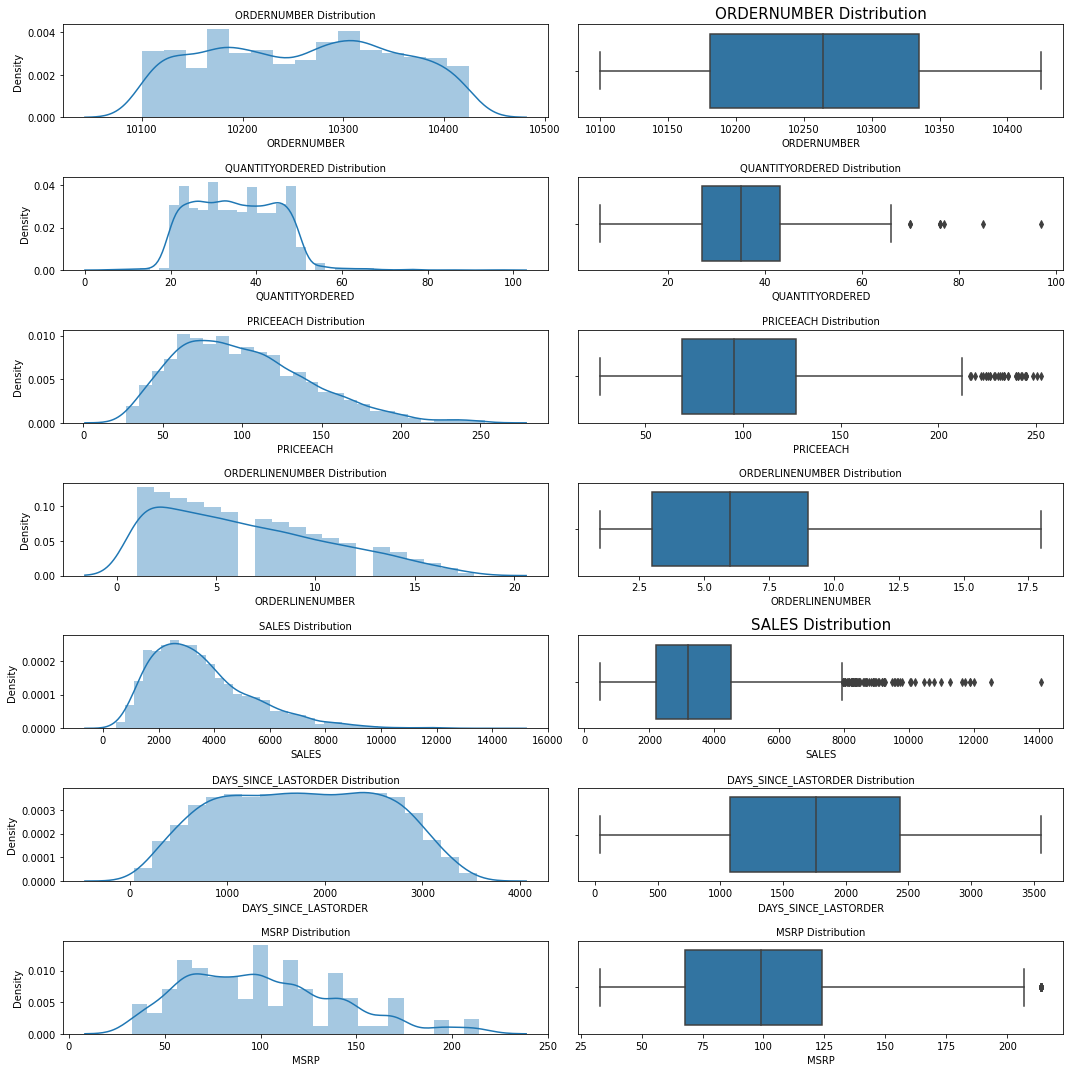 ORDERNUMBER Distribution
ORDERNUMBER Distribution
0.004
0.002
0.000
Density
10100 10200 10300 10400 10500
ORDERNUMBER
10100 10150 10200 10250 10300 10350 10400
ORDERNUMBER
QUANTITYORDERED Distribution
QUANTITYORDERED Distribution
0.04
0.02
0.00
Density
0 20 40 60 80 100
QUANTITYORDERED
20 40 60 80 100
QUANTITYORDERED
PRICEEACH Distribution
PRICEEACH Distribution
0.010
0.005
0.000
Density
0 50 100 150 200 250
PRICEEACH
50 100 150 200 250
PRICEEACH
ORDERLINENUMBER Distribution
ORDERLINENUMBER Distribution
0.10
0.05
0.00
Density
0 5 10 15 20
ORDERLINENUMBER
2.5 5.0 7.5 10.0 12.5 15.0 17.5
ORDERLINENUMBER
SALES Distribution
SALES Distribution
0.0002
0.0001
0.0000
Density
0 2000 4000 6000 8000 10000 12000 14000 16000
SALES
0 2000 4000 6000 8000 10000 12000 14000
SALES
DAYS_SINCE_LASTORDER Distribution
DAYS_SINCE_LASTORDER Distribution
0.0003
0.0002
0.0001
0.0000
Density
0 1000 2000 3000 4000
DAYS_SINCE_LASTORDER
0 500 1000 1500 2000 2500 3000 3500
DAYS_SINCE_LASTORDER
MSRP Distribution
MSRP Distribution
0.010
0.005
0.000
Density
0 50 100 150 200 250
MSRP
25 50 75 100 125 150 175 200
MSRP